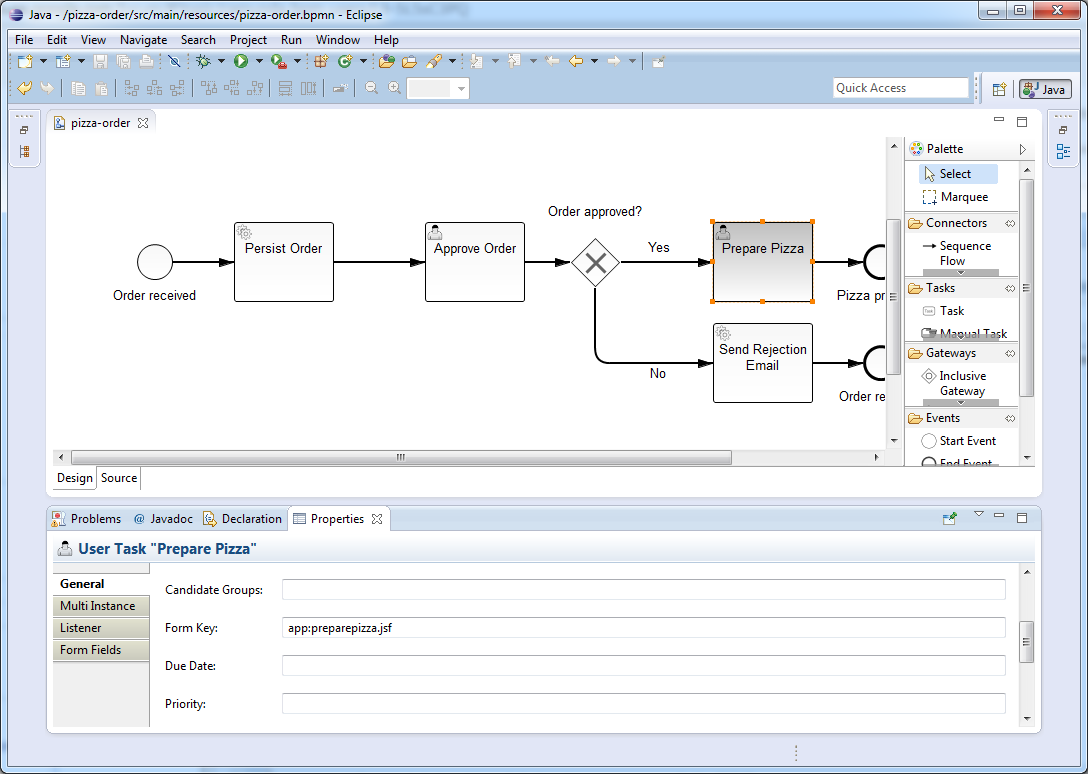 Java - /pizza-order/src/main/resources/pizza-order.bpmn - Eclipse
File Edit View Navigate Search Project Run Window Help
Quick Access
Java
pizza-order
Palette
Select
Marquee
Connectors
Sequence
Flow
Tasks
Task
Manual Task
Gateways
Inclusive
Gateway
Events
Start Event
End Event
Order approved?
Persist Order
Approve Order
Yes
Prepare Pizza
Order received
Pizza pr
Send Rejection
Email
No
Order re
Design Source
Problems @ Javadoc Declaration Properties
User Task "Prepare Pizza"
General
Multi Instance
Listener
Form Fields
Candidate Groups:
Form Key: app:preparepizza.jsf
Due Date:
Priority: